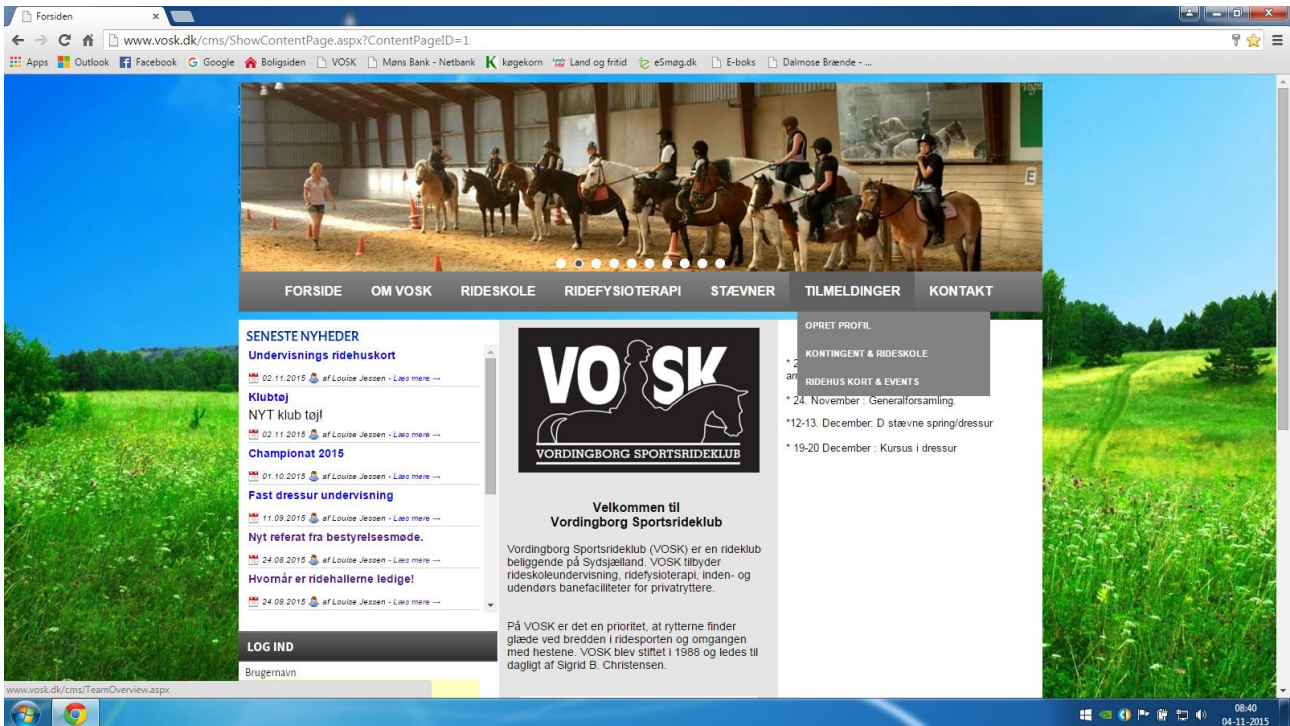 Forsiden
www.vosk.dk/cms/ShowContentPage.aspx?ContentPageID=1
Apps Outlook Facebook Google Boligsiden VOSK Møns Bank - Netbank køgekorn Land og fritid eSmøg.dk E-boks Dalmose Brænde - ...
E
FORSIDE OM VOSK RIDESKOLE RIDEFYSIOTERAPI STÆVNER TILMELDINGER KONTAKT
OPRET PROFIL
KONTINGENT & RIDESKOLE
RIDEHUS KORT & EVENTS
SENESTE NYHEDER
Undervisnings ridehuskort
02.11.2015 af Louise Jessen - Læs mere →
Klubtøj
NYT klub tøj!
02.11.2015 af Louise Jessen - Læs mere →
Championat 2015
01.10.2015 af Louise Jessen - Læs mere →
Fast dressur undervisning
11.09.2015 af Louise Jessen - Læs mere →
Nyt referat fra bestyrelsesmøde.
24.08.2015 af Louise Jessen - Læs mere →
Hvornår er ridehallerne ledige!
24.08.2015 af Louise Jessen - Læs mere →
LOG IND
Brugernavn
VOSK
VORDINGBORG SPORTSRIDEKLUB
Velkommen til
Vordingborg Sportsrideklub
Vordingborg Sportsrideklub (VOSK) er en rideklub
beliggende på Sydsjælland. VOSK tilbyder
rideskoleundervisning, ridefysioterapi, inden- og
udendørs banefaciliteter for privatryttere.
På VOSK er det en prioritet, at rytterne finder
glæde ved bredden i ridesporten og omgangen
med hestene. VOSK blev stiftet i 1988 og ledes til
dagligt af Sigrid B. Christensen.
* 24. November : Generalforsamling.
*12-13. December: D stævne spring/dressur
* 19-20 December : Kursus i dressur
www.vosk.dk/cms/TeamOverview.aspx
08:40
04-11-2015